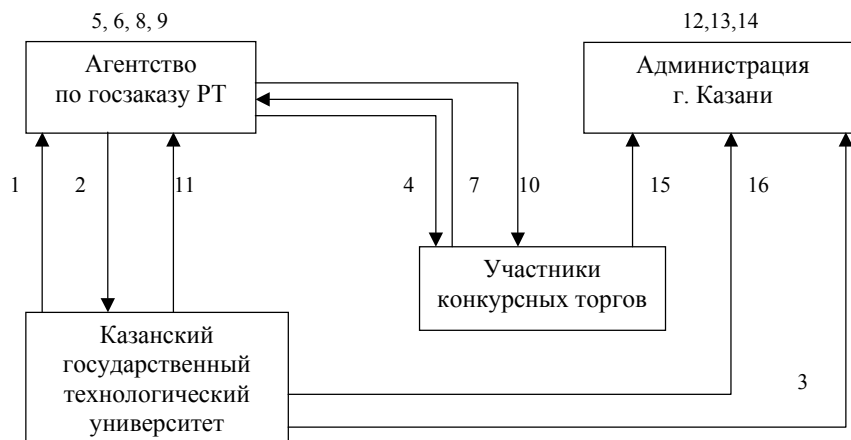 5, 6, 8, 9
12,13,14
Агентство
по госзаказу РТ
Администрация
г. Казани
1
2
11
4
7
10
15
16
Участники
конкурсных торгов
Казанский
государственный
технологический
университет
3